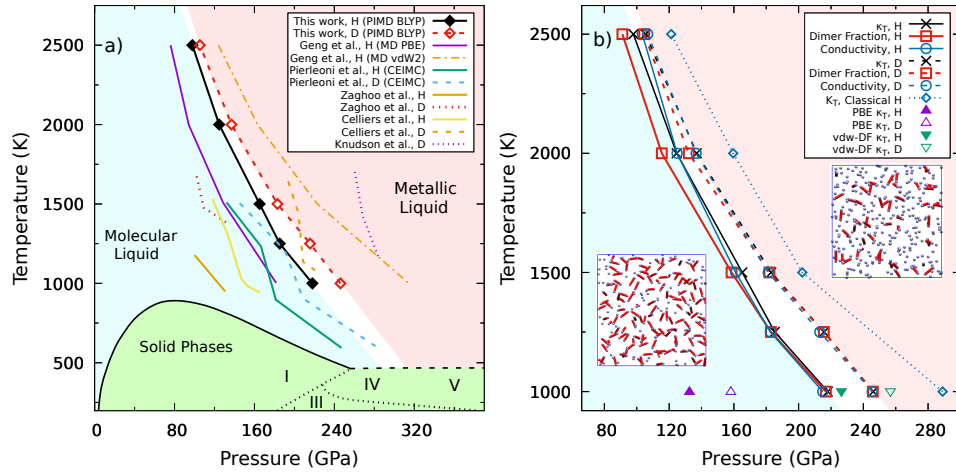 a)
This work, H (PIMD BLYP)
This work, D (PIMD BLYP)
Geng et al., H (MD PBE)
Geng et al., H (MD vdW2)
Pierleoni et al., H (CEIMC)
Pierleoni et al., D (CEIMC)
Zaghoo et al., H
Zaghoo et al., D
Celliers et al., H
Celliers et al., D
Knudson et al., D
Metallic
Liquid
Molecular
Liquid
Solid Phases
I
III
IV
V
Temperature (K)
2500
2000
1500
1000
500
0
80
160
240
320
Pressure (GPa)
b)
κT, H
Dimer Fraction, H
Conductivity, H
κT, D
Dimer Fraction, D
Conductivity, D
κT, Classical H
PBE κT, H
PBE κT, D
vdw-DF κT, H
vdw-DF κT, D
Temperature (K)
2500
2000
1500
1000
80
120
160
200
240
280
Pressure (GPa)